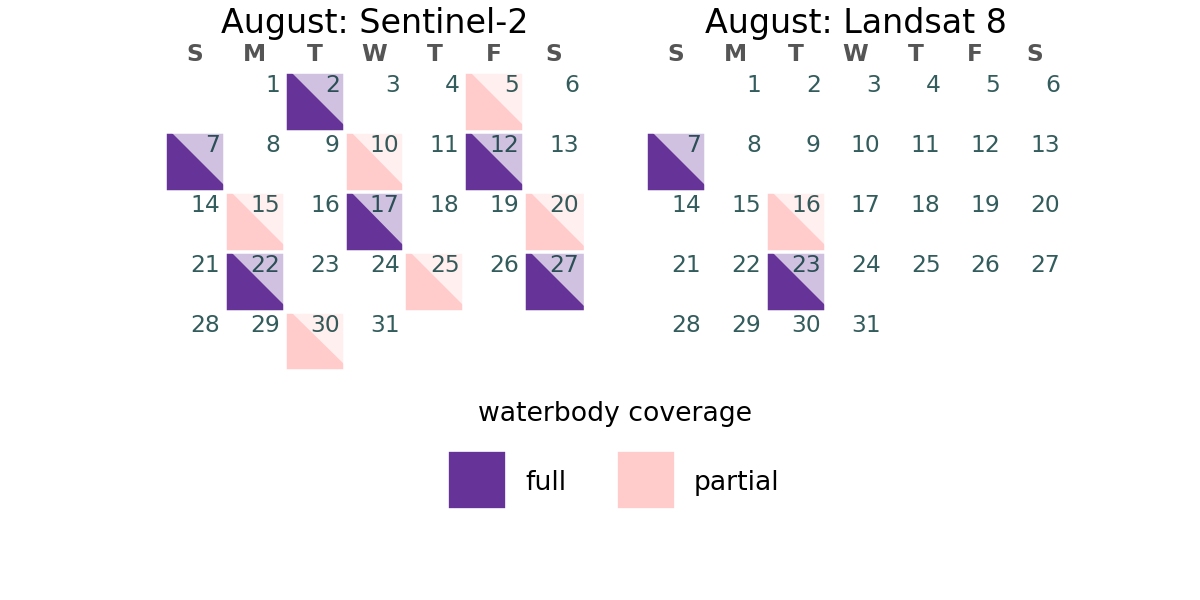 August: Sentinel-2
S M T W T F S
1 2 3 4 5 6
7 8 9 10 11 12 13
14 15 16 17 18 19 20
21 22 23 24 25 26 27
28 29 30 31
August: Landsat 8
S M T W T F S
1 2 3 4 5 6
7 8 9 10 11 12 13
14 15 16 17 18 19 20
21 22 23 24 25 26 27
28 29 30 31
waterbody coverage
full
partial